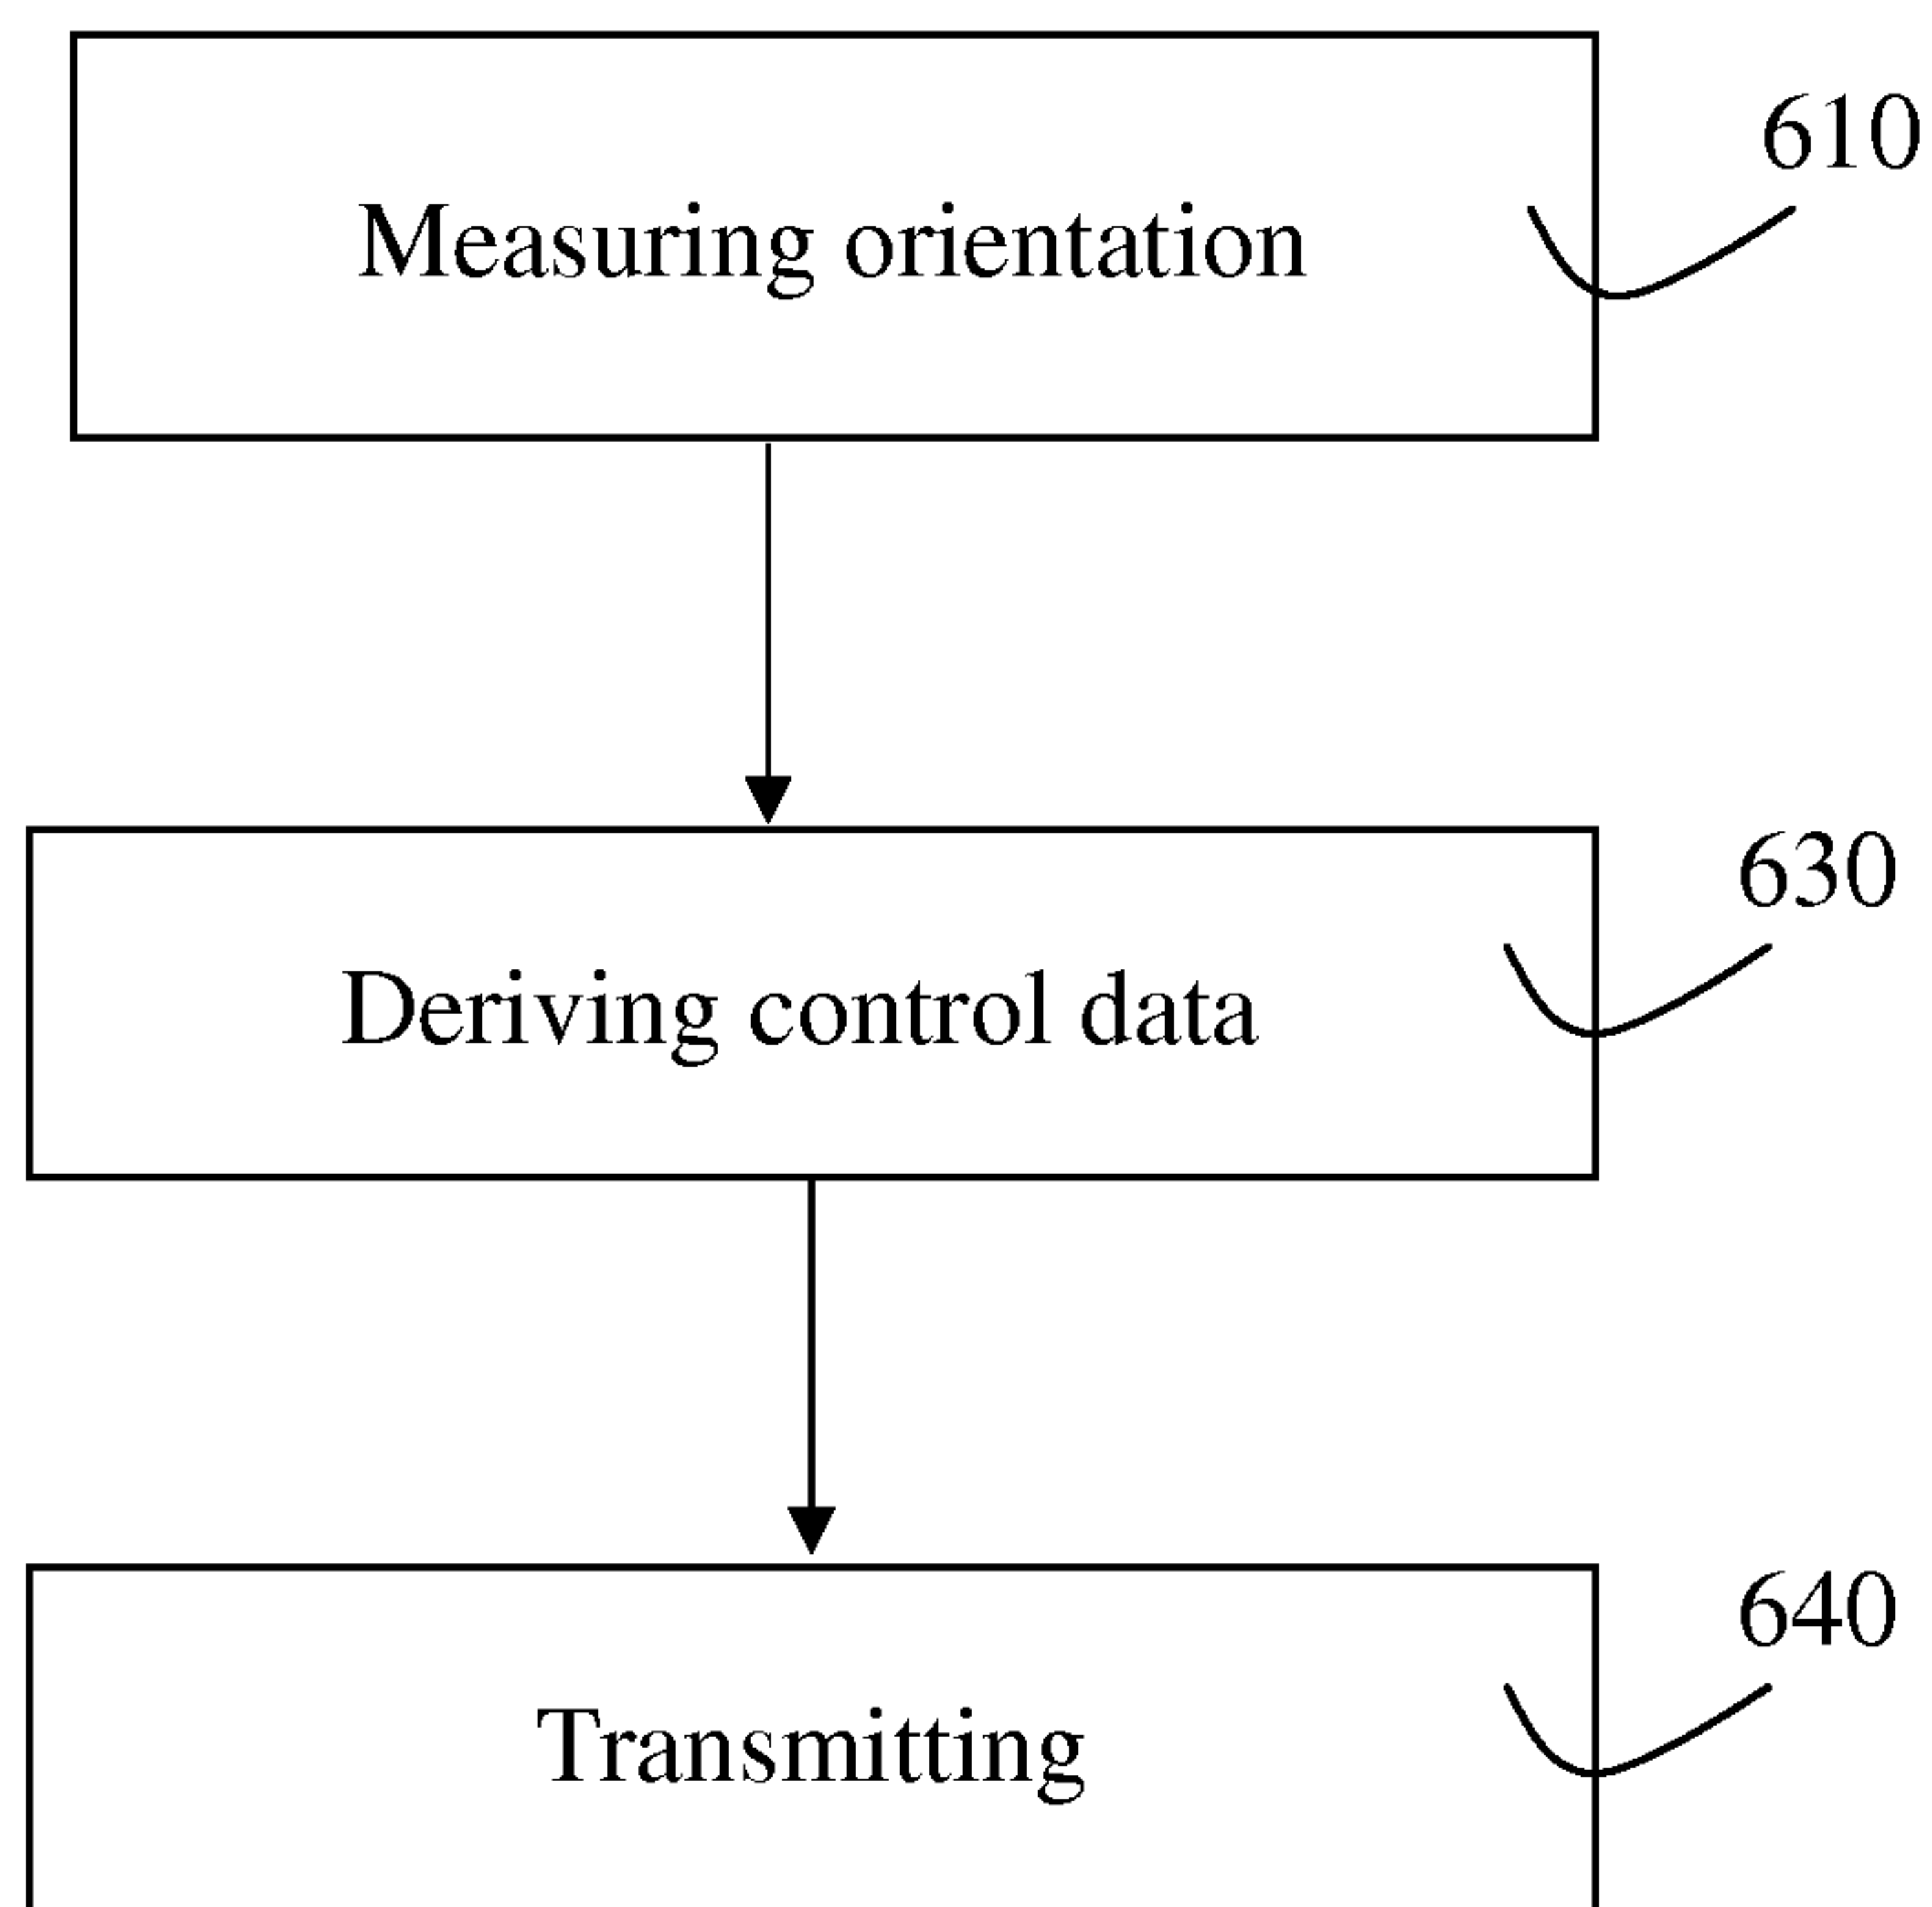 610
Measuring orientation
630
Deriving control data
640
Transmitting